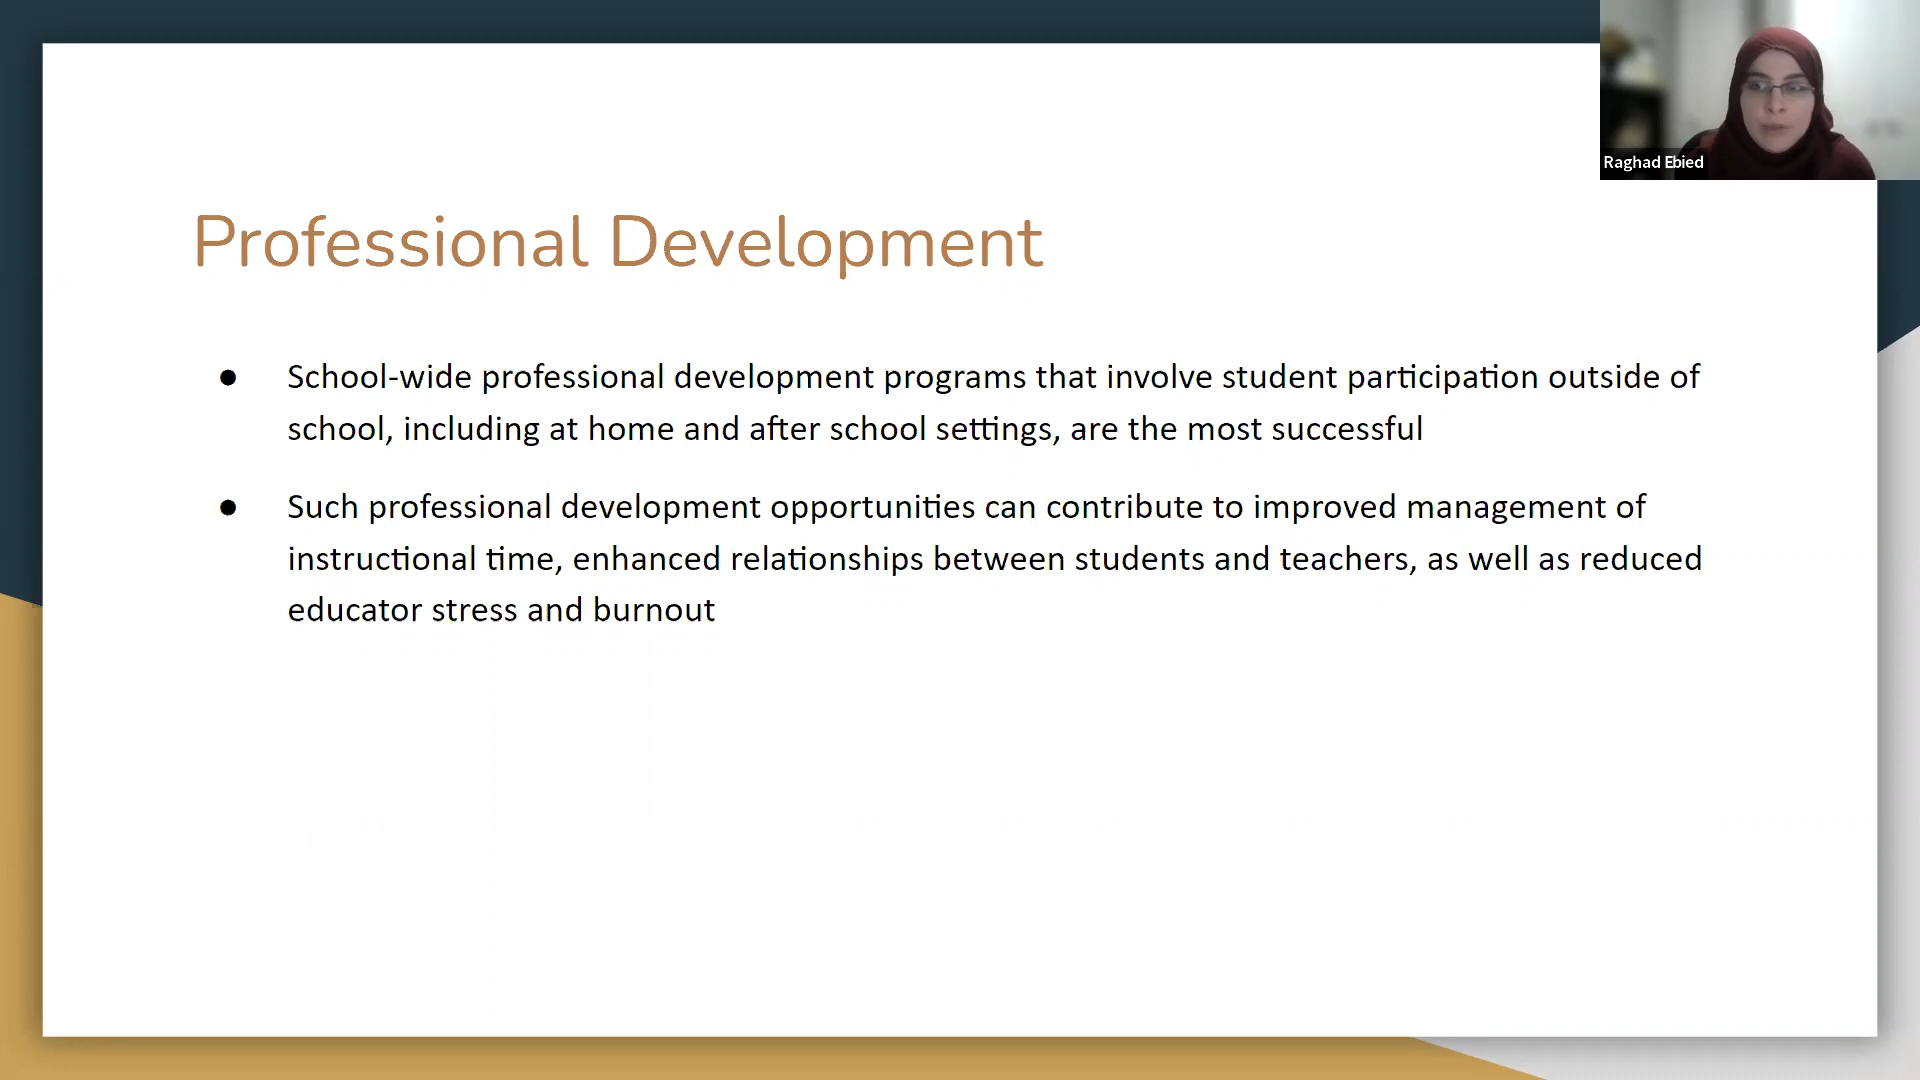 Raghad Ebied
Professional Development
● School-wide professional development programs that involve student participation outside of
school, including at home and after school settings, are the most successful
● Such professional development opportunities can contribute to improved management of
instructional time, enhanced relationships between students and teachers, as well as reduced
educator stress and burnout